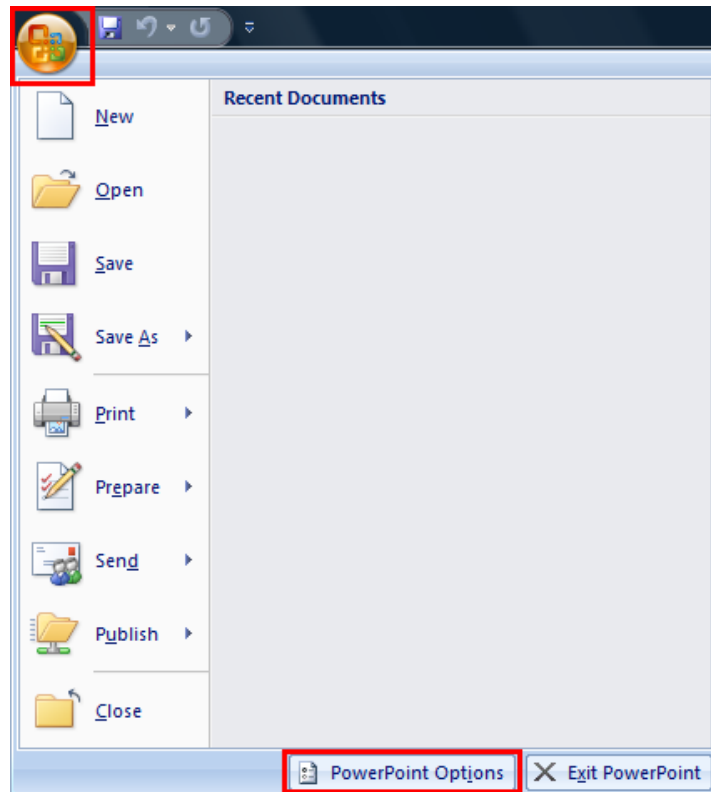 Recent Documents
New
Open
Save
Save As
Print
Prepare
Send
Publish
Close
PowerPoint Options
Exit PowerPoint